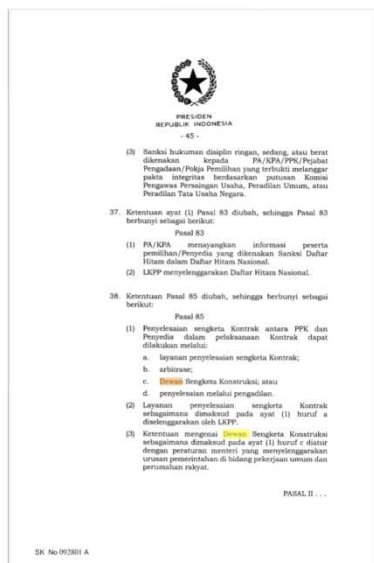 PRESIDEN
REPUBLIK INDONESIA
- 45 -
(3) Sanksi hukuman disiplin ringan, sedang, atau berat
dikenakan kepada PA/KPA/PPK/Pejabat
Pengadaan/Pokja Pemilihan yang terbukti melanggar
pakta integritas berdasarkan putusan Komisi
Pengawas Persaingan Usaha, Peradilan Umum, atau
Peradilan Tata Usaha Negara.
37. Ketentuan ayat (1) Pasal 83 diubah, sehingga Pasal 83
berbunyi sebagai berikut:
Pasal 83
(1) PA/KPA menayangkan informasi peserta
pemilihan/Penyedia yang dikenakan Sanksi Daftar
Hitam dalam Daftar Hitam Nasional.
(2) LKPP menyelenggarakan Daftar Hitam Nasional.
38. Ketentuan Pasal 85 diubah, sehingga berbunyi sebagai
berikut:
Pasal 85
(1) Penyelesaian sengketa Kontrak antara PPK dan
Penyedia dalam pelaksanaan Kontrak dapat
dilakukan melalui:
a. layanan penyelesaian sengketa Kontrak;
b. arbitrase;
c. Dewan Sengketa Konstruksi; atau
d. penyelesaian melalui pengadilan.
(2) Layanan penyelesaian sengketa Kontrak
sebagaimana dimaksud pada ayat (1) huruf a
diselenggarakan oleh LKPP.
(3) Ketentuan mengenai Dewan Sengketa Konstruksi
sebagaimana dimaksud pada ayat (1) huruf c diatur
dengan peraturan menteri yang menyelenggarakan
urusan pemerintahan di bidang pekerjaan umum dan
perumahan rakyat.
PASAL II . . .
SK No 092801 A